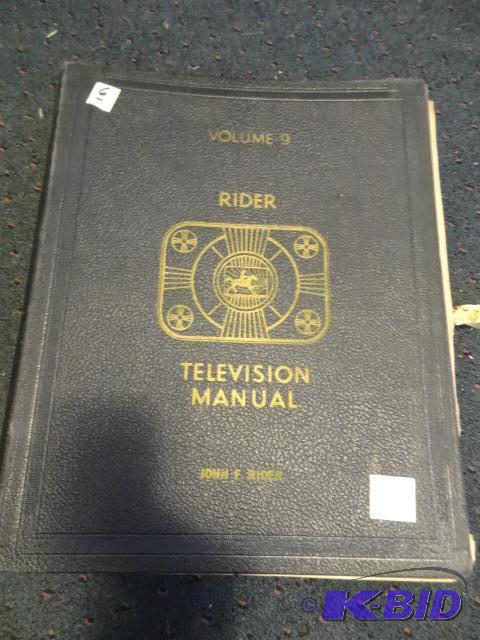 6
VOLUME 9
RIDER
TELEVISION
MANUAL
JOHN F RIDER
© K-BID